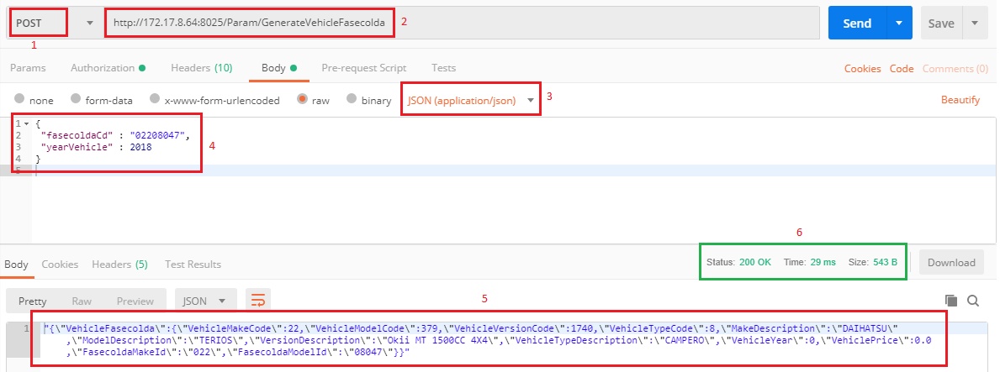 POST http://172.17.8.64:8025/Param/GenerateVehicleFasecolda 2 Send Save
1
Params Authorization Headers (10) Body Pre-request Script Tests Cookies Code Comments (0)
none form-data x-www-form-urlencoded raw binary JSON (application/json) 3 Beautify
1 {
2 "fasecoldaCd" : "02208047",
3 "yearVehicle" : 2018
4 }
4
5
6
Body Cookies Headers (5) Test Results Status: 200 OK Time: 29 ms Size: 543 B Download
Pretty Raw Preview JSON
5
1 "{\"VehicleFasecolda\":{\"VehicleMakeCode\":22,\"VehicleModelCode\":379,\"VehicleVersionCode\":1740,\"VehicleTypeCode\":8,\"MakeDescription\":\"DAIHATSU\"
,\"ModelDescription\":\"TERIOS\",\"VersionDescription\":\"Okii MT 1500CC 4X4\",\"VehicleTypeDescription\":\"CAMPERO\",\"VehicleYear\":0,\"VehiclePrice\":0.0
,\"FasecoldaMakeId\":\"022\",\"FasecoldaModelId\":\"08047\"}}"